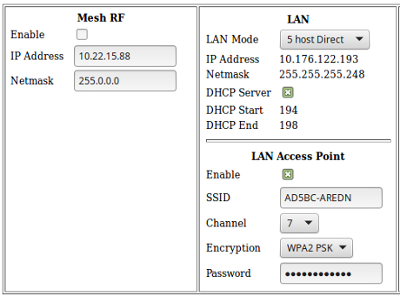 Mesh RF
Enable
IP Address 10.22.15.88
Netmask 255.0.0.0
LAN
LAN Mode 5 host Direct
IP Address 10.176.122.193
Netmask 255.255.255.248
DHCP Server
DHCP Start 194
DHCP End 198
LAN Access Point
Enable
SSID AD5BC-AREDN
Channel 7
Encryption WPA2 PSK
Password ●●●●●●●●●●●●